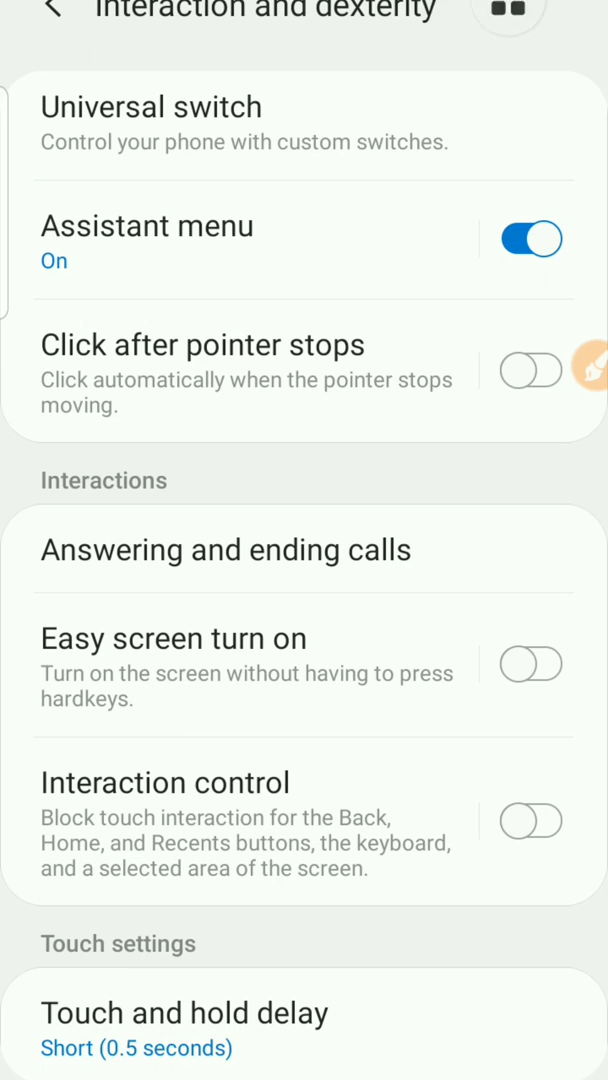 Interaction and dexterity
Universal switch
Control your phone with custom switches.
Assistant menu
On
Click after pointer stops
Click automatically when the pointer stops
moving.
Interactions
Answering and ending calls
Easy screen turn on
Turn on the screen without having to press
hardkeys.
Interaction control
Block touch interaction for the Back,
Home, and Recents buttons, the keyboard,
and a selected area of the screen.
Touch settings
Touch and hold delay
Short (0.5 seconds)